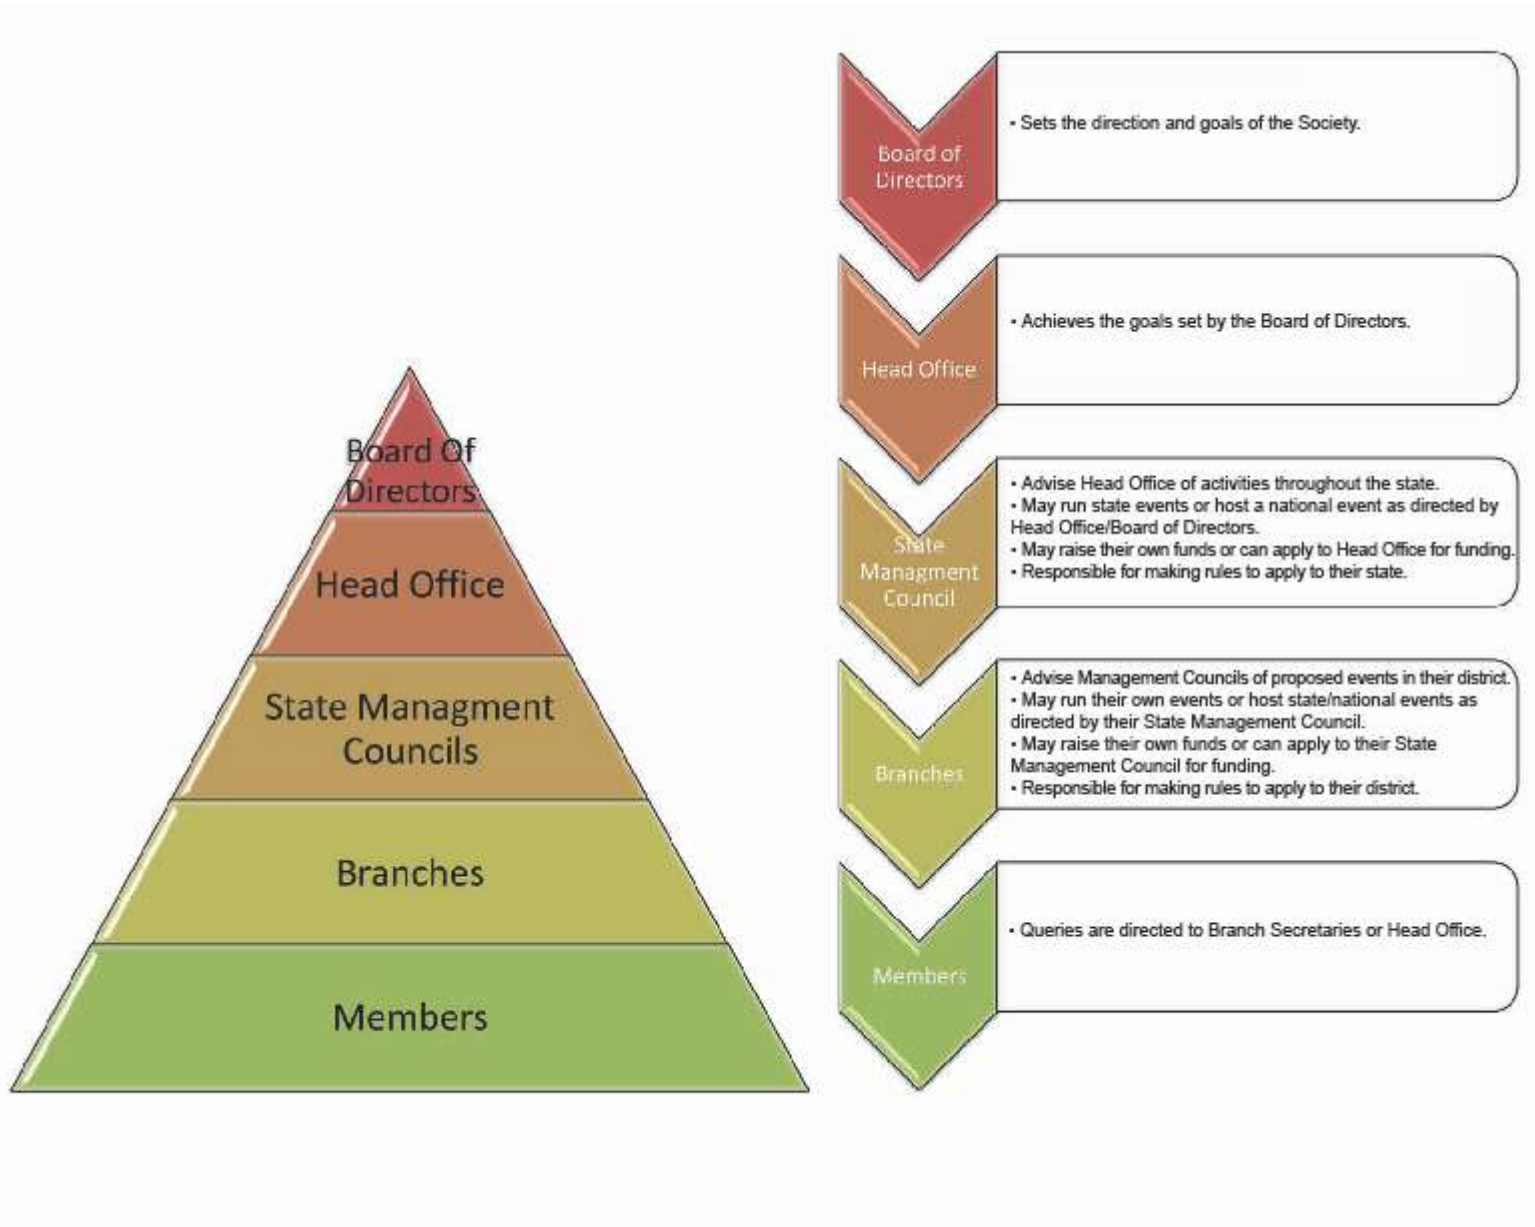 Board Of
Directors
Head Office
State Managment
Councils
Branches
Members
Board of
Directors
• Sets the direction and goals of the Society.
Head Office
• Achieves the goals set by the Board of Directors.
State
Managment
Council
• Advise Head Office of activities throughout the state.
• May run state events or host a national event as directed by
Head Office/Board of Directors.
• May raise their own funds or can apply to Head Office for funding.
• Responsible for making rules to apply to their state.
Branches
• Advise Management Councils of proposed events in their district.
• May run their own events or host state/national events as
directed by their State Management Council.
• May raise their own funds or can apply to their State
Management Council for funding.
• Responsible for making rules to apply to their district.
Members
• Queries are directed to Branch Secretaries or Head Office.